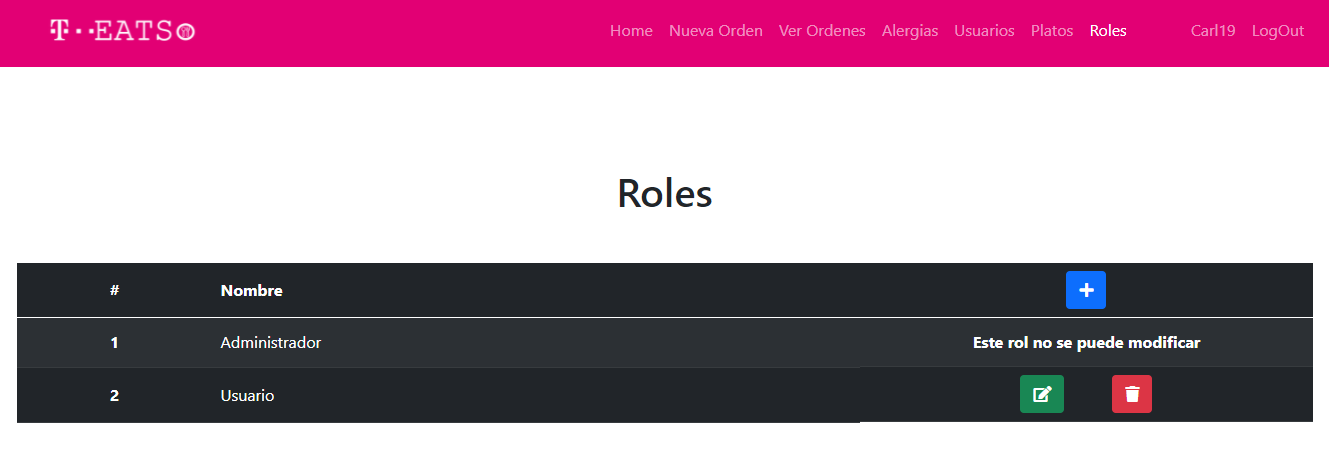 T··EATS
Home Nueva Orden Ver Ordenes Alergias Usuarios Platos Roles Carl19 LogOut
Roles
# Nombre
1 Administrador Este rol no se puede modificar
2 Usuario